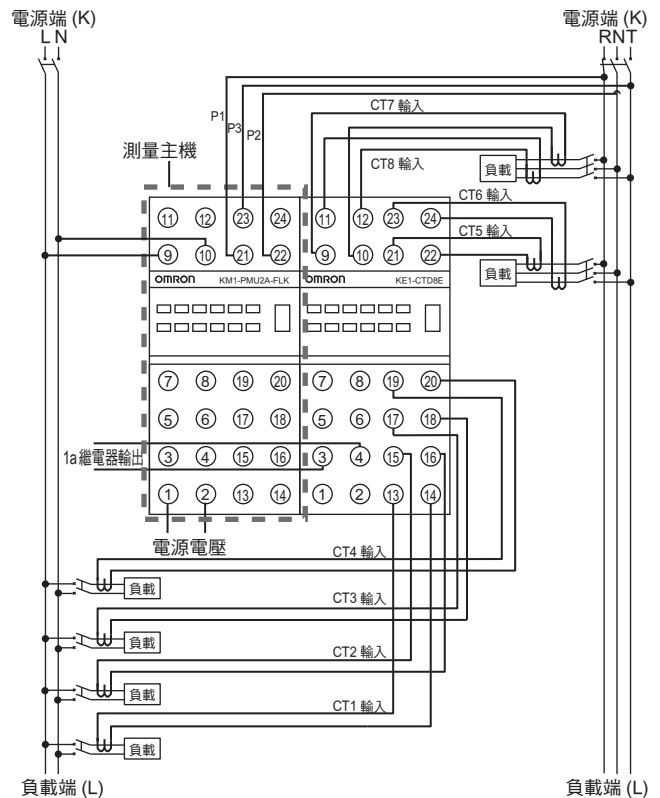 電源端 (K)
L N
電源端 (K)
RNT
P1
P3
P2
CT7 輸入
測量主機
CT8 輸入
負載
CT6 輸入
11 12 23 24 11 12 23 24
CT5 輸入
9 10 21 22 9 10 21 22
負載
OMRON KM1-PMU2A-FLK OMRON KE1-CTD8E
7 8 19 20 7 8 19 20
5 6 17 18 5 6 17 18
1a繼電器輸出
3 4 15 16 3 4 15 16
1 2 13 14 1 2 13 14
電源電壓
CT4 輸入
負載
CT3 輸入
負載
CT2 輸入
負載
CT1 輸入
負載
負載端 (L)
負載端 (L)